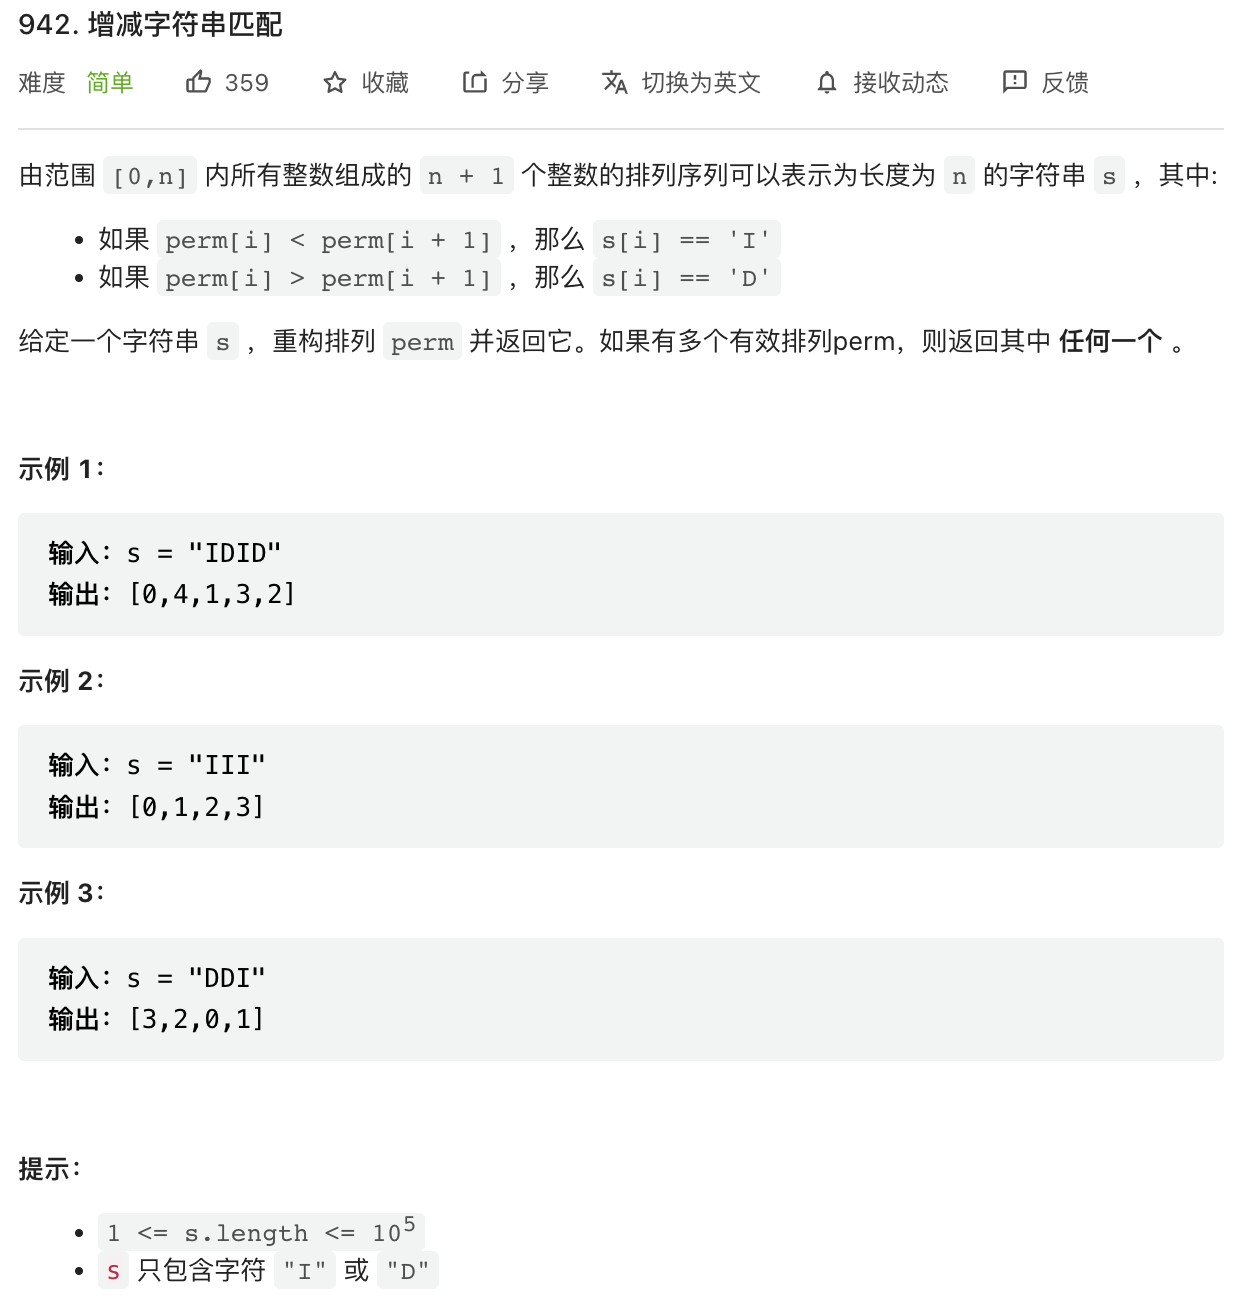 942. 增减字符串匹配
难度 简单 359 收藏 分享 切换为英文 接收动态 反馈
由范围 [0,n] 内所有整数组成的 n + 1 个整数的排列序列可以表示为长度为 n 的字符串 s ，其中:
• 如果 perm[i] < perm[i + 1] ，那么 s[i] == 'I'
• 如果 perm[i] > perm[i + 1] ，那么 s[i] == 'D'
给定一个字符串 s ，重构排列 perm 并返回它。如果有多个有效排列perm，则返回其中 任何一个 。
示例 1：
输入：s = "IDID"
输出：[0,4,1,3,2]
示例 2：
输入：s = "III"
输出：[0,1,2,3]
示例 3：
输入：s = "DDI"
输出：[3,2,0,1]
提示：
• 1 <= s.length <= 10⁵
• s 只包含字符 "I" 或 "D"